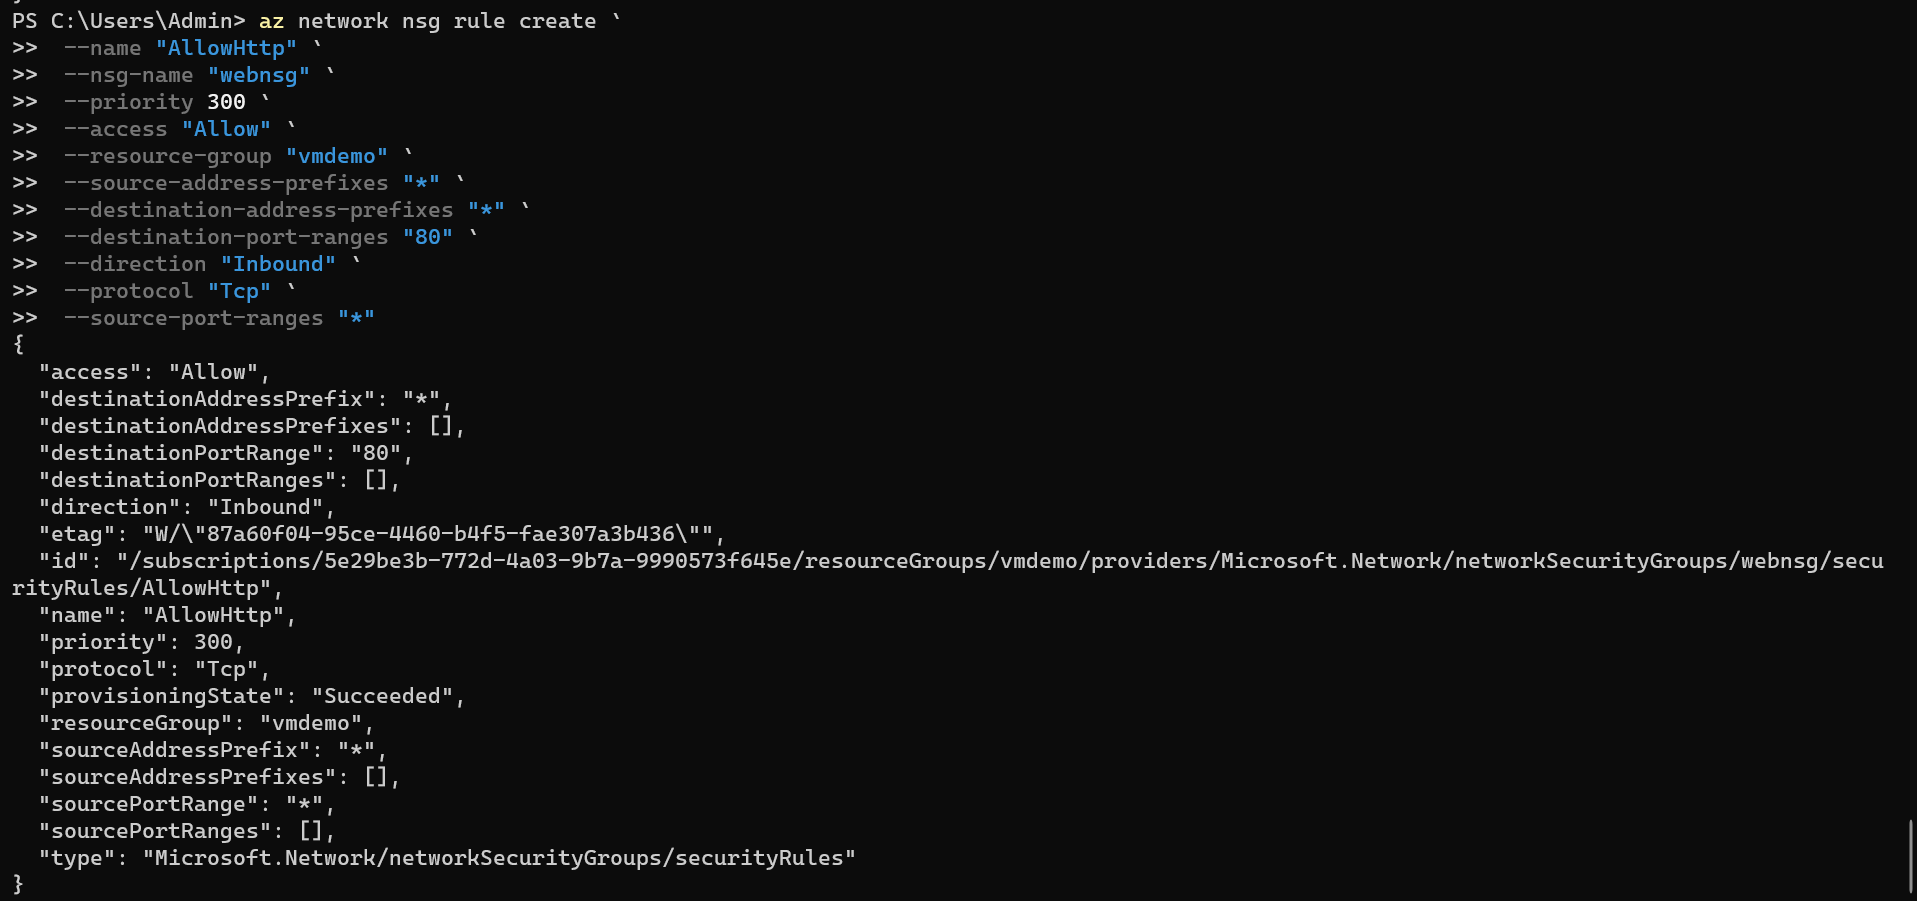 PS C:\Users\Admin> az network nsg rule create `
>>  --name "AllowHttp" `
>>  --nsg-name "webnsg" `
>>  --priority 300 `
>>  --access "Allow" `
>>  --resource-group "vmdemo" `
>>  --source-address-prefixes "*" `
>>  --destination-address-prefixes "*" `
>>  --destination-port-ranges "80" `
>>  --direction "Inbound" `
>>  --protocol "Tcp" `
>>  --source-port-ranges "*"
{
  "access": "Allow",
  "destinationAddressPrefix": "*",
  "destinationAddressPrefixes": [],
  "destinationPortRange": "80",
  "destinationPortRanges": [],
  "direction": "Inbound",
  "etag": "W/\"87a60f04-95ce-4460-b4f5-fae307a3b436\"",
  "id": "/subscriptions/5e29be3b-772d-4a03-9b7a-9990573f645e/resourceGroups/vmdemo/providers/Microsoft.Network/networkSecurityGroups/webnsg/secu
rityRules/AllowHttp",
  "name": "AllowHttp",
  "priority": 300,
  "protocol": "Tcp",
  "provisioningState": "Succeeded",
  "resourceGroup": "vmdemo",
  "sourceAddressPrefix": "*",
  "sourceAddressPrefixes": [],
  "sourcePortRange": "*",
  "sourcePortRanges": [],
  "type": "Microsoft.Network/networkSecurityGroups/securityRules"
}